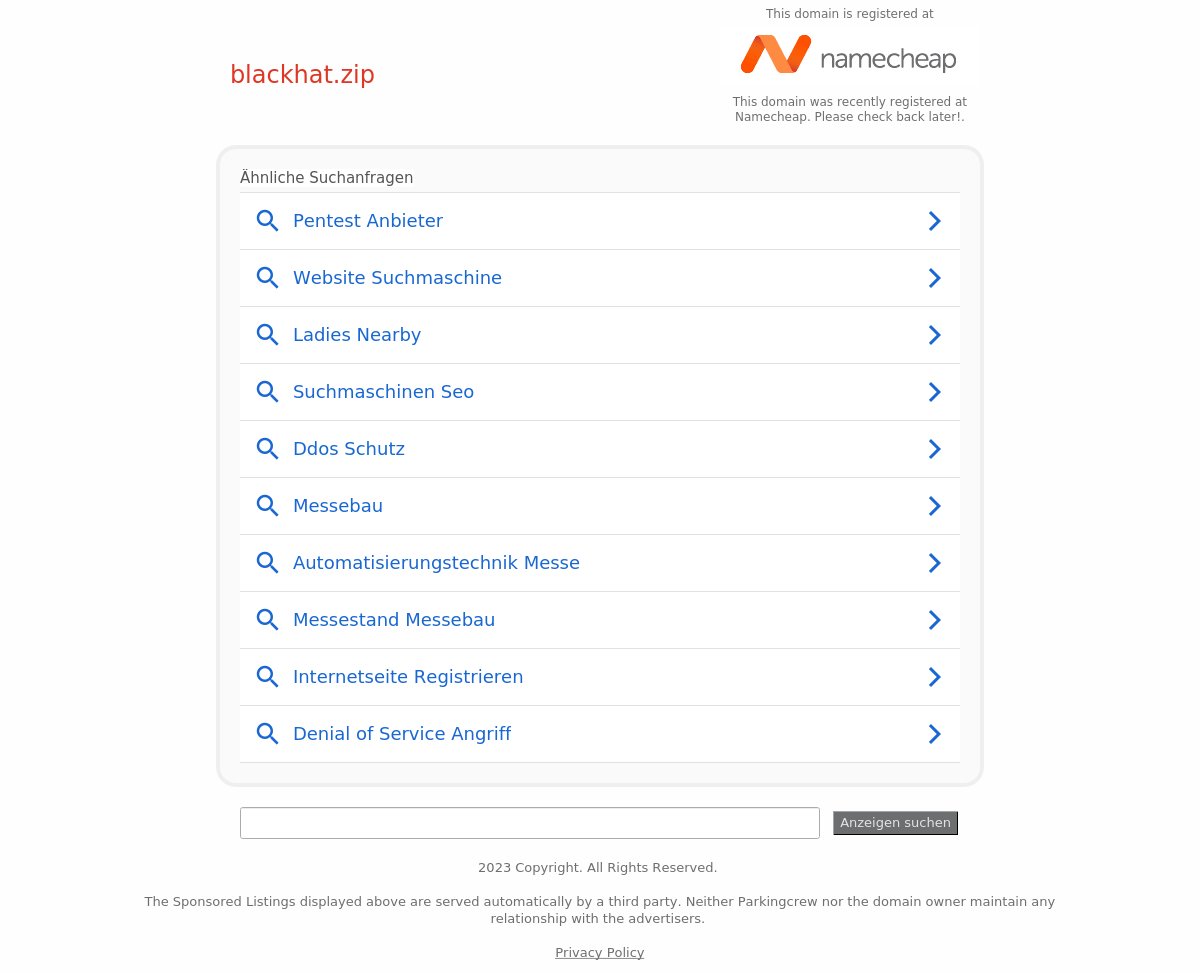 This domain is registered at
namecheap
blackhat.zip
This domain was recently registered at
Namecheap. Please check back later!.
Ähnliche Suchanfragen
Pentest Anbieter
Website Suchmaschine
Ladies Nearby
Suchmaschinen Seo
Ddos Schutz
Messebau
Automatisierungstechnik Messe
Messestand Messebau
Internetseite Registrieren
Denial of Service Angriff
Anzeigen suchen
2023 Copyright. All Rights Reserved.
The Sponsored Listings displayed above are served automatically by a third party. Neither Parkingcrew nor the domain owner maintain any
relationship with the advertisers.
Privacy Policy